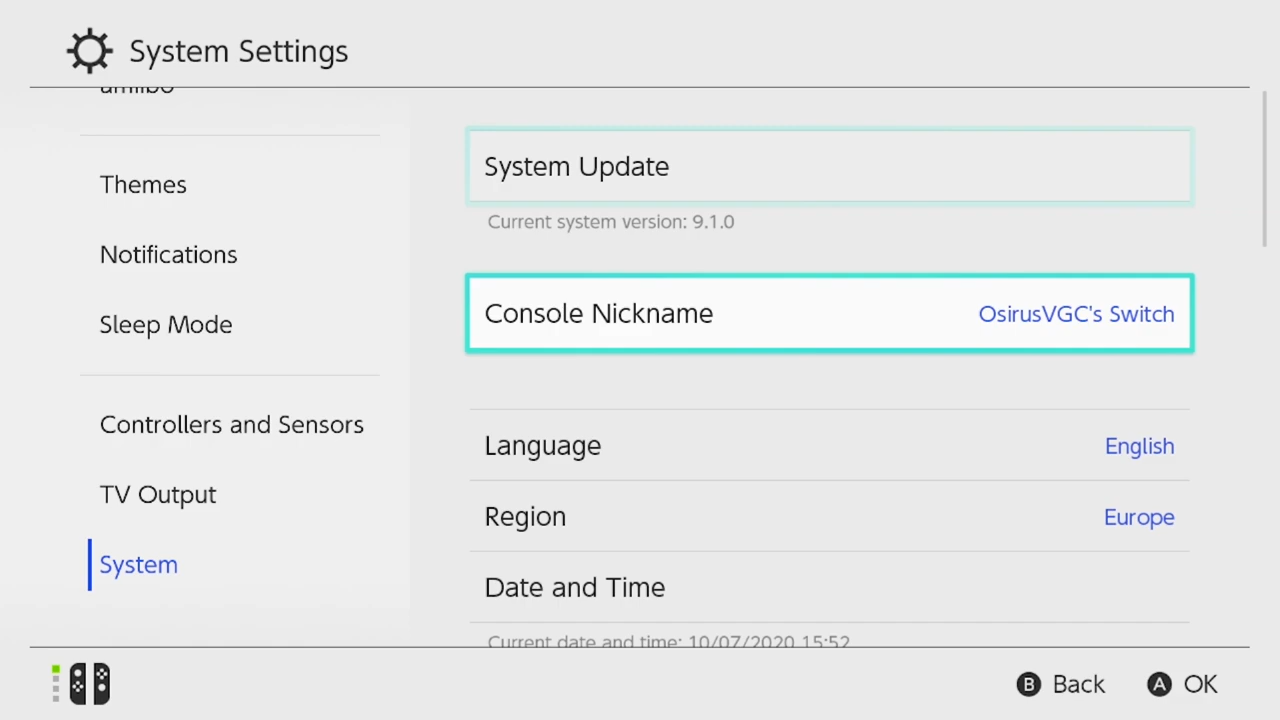 System Settings
amiibo
Themes
Notifications
Sleep Mode
Controllers and Sensors
TV Output
System
System Update
Current system version: 9.1.0
Console Nickname OsirusVGC's Switch
Language English
Region Europe
Date and Time
Current date and time: 10/07/2020 15:52
B Back A OK